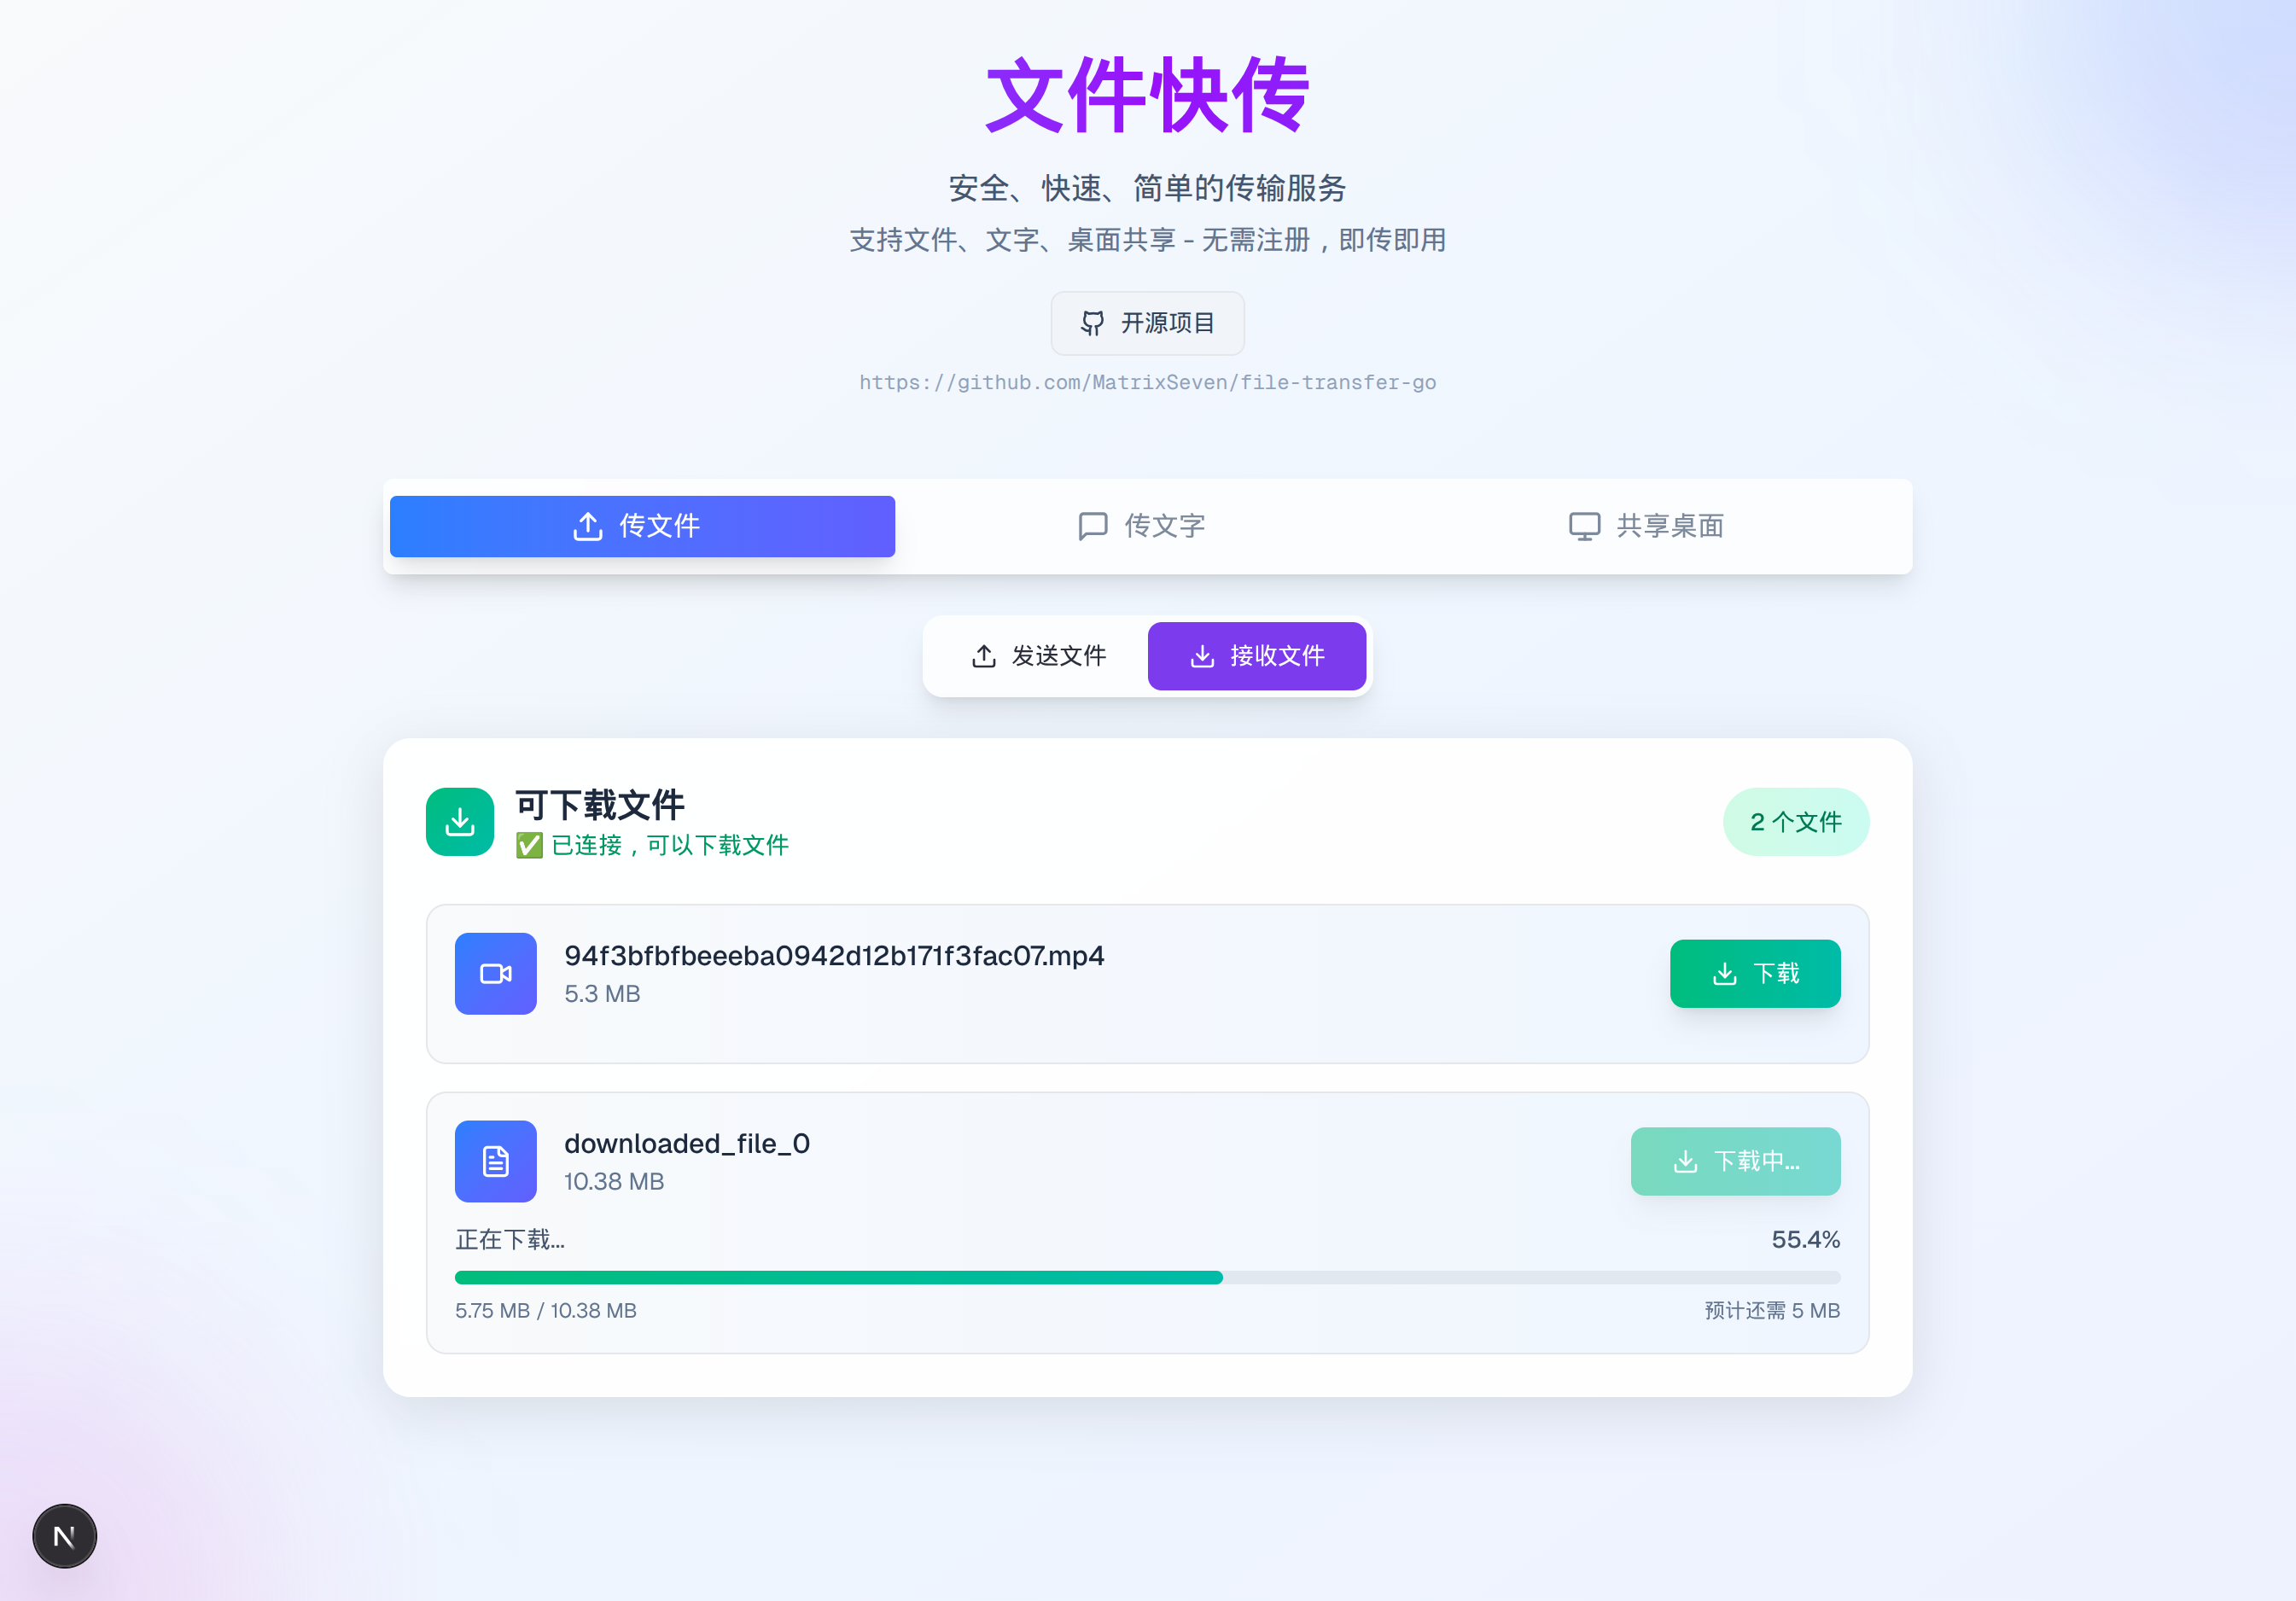 文件快传
安全、快速、简单的传输服务
支持文件、文字、桌面共享 - 无需注册，即传即用
开源项目
https://github.com/MatrixSeven/file-transfer-go
传文件
传文字
共享桌面
发送文件
接收文件
可下载文件
✅ 已连接，可以下载文件
2 个文件
94f3bfbfbeeeba0942d12b171f3fac07.mp4
5.3 MB
下载
downloaded_file_0
10.38 MB
下载中...
正在下载...
55.4%
5.75 MB / 10.38 MB
预计还需 5 MB
N